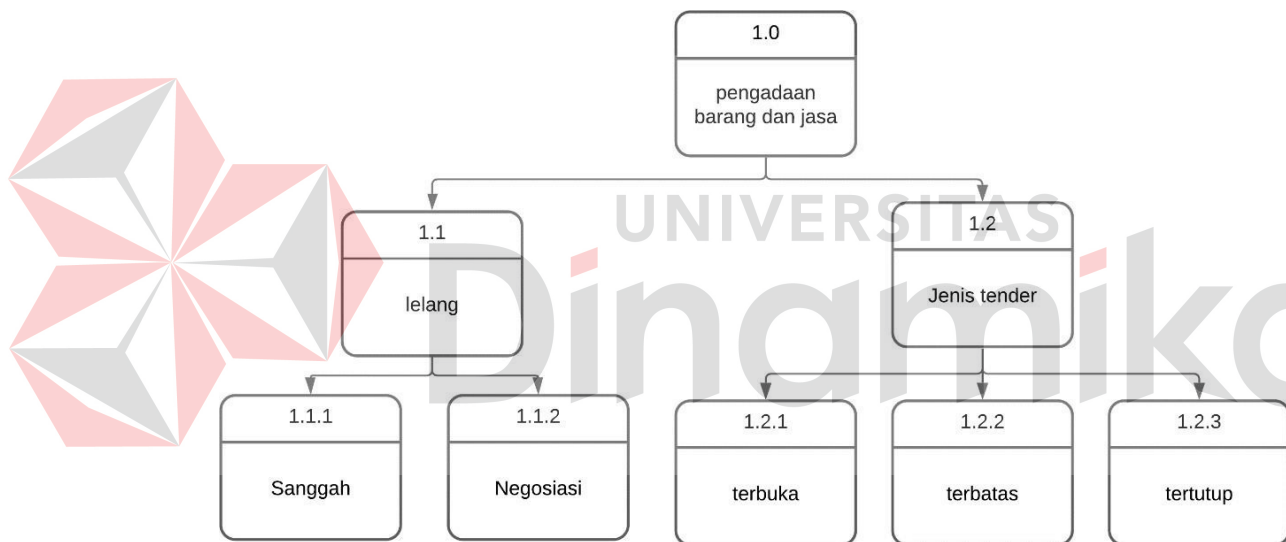 1.0
pengadaan
barang dan jasa
UNIVERSITAS
Dinamika
1.1
lelang
1.2
Jenis tender
1.1.1
Sanggah
1.1.2
Negosiasi
1.2.1
terbuka
1.2.2
terbatas
1.2.3
tertutup